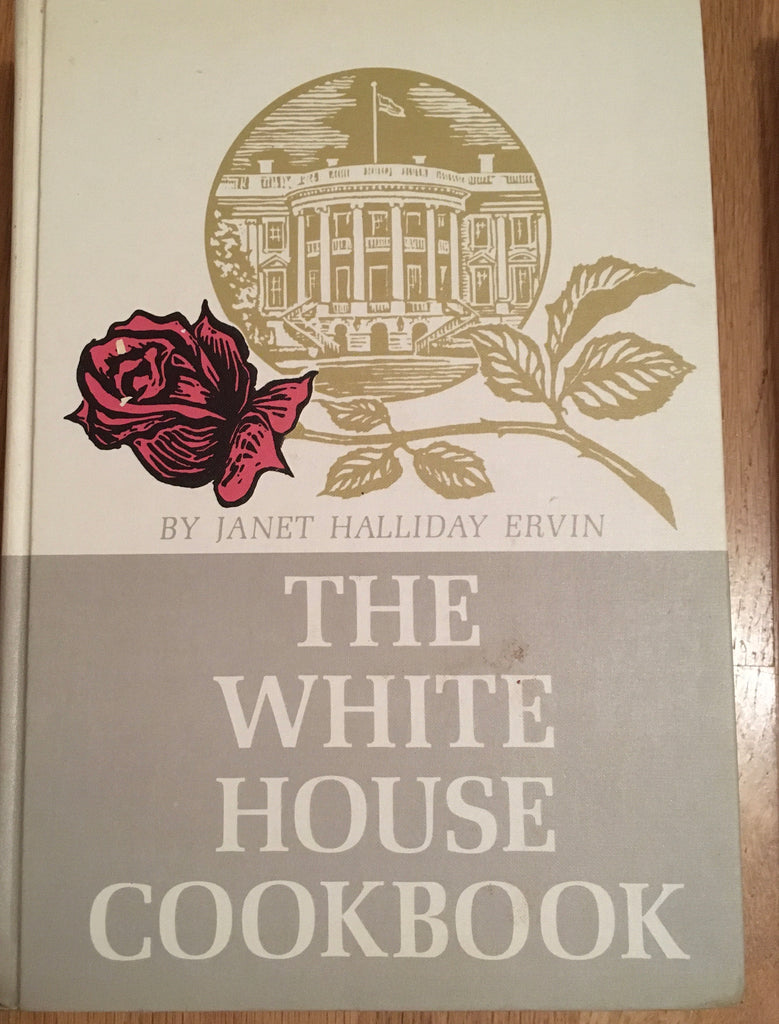 BY JANET HALLIDAY ERVIN
THE
WHITE
HOUSE
COOKBOOK